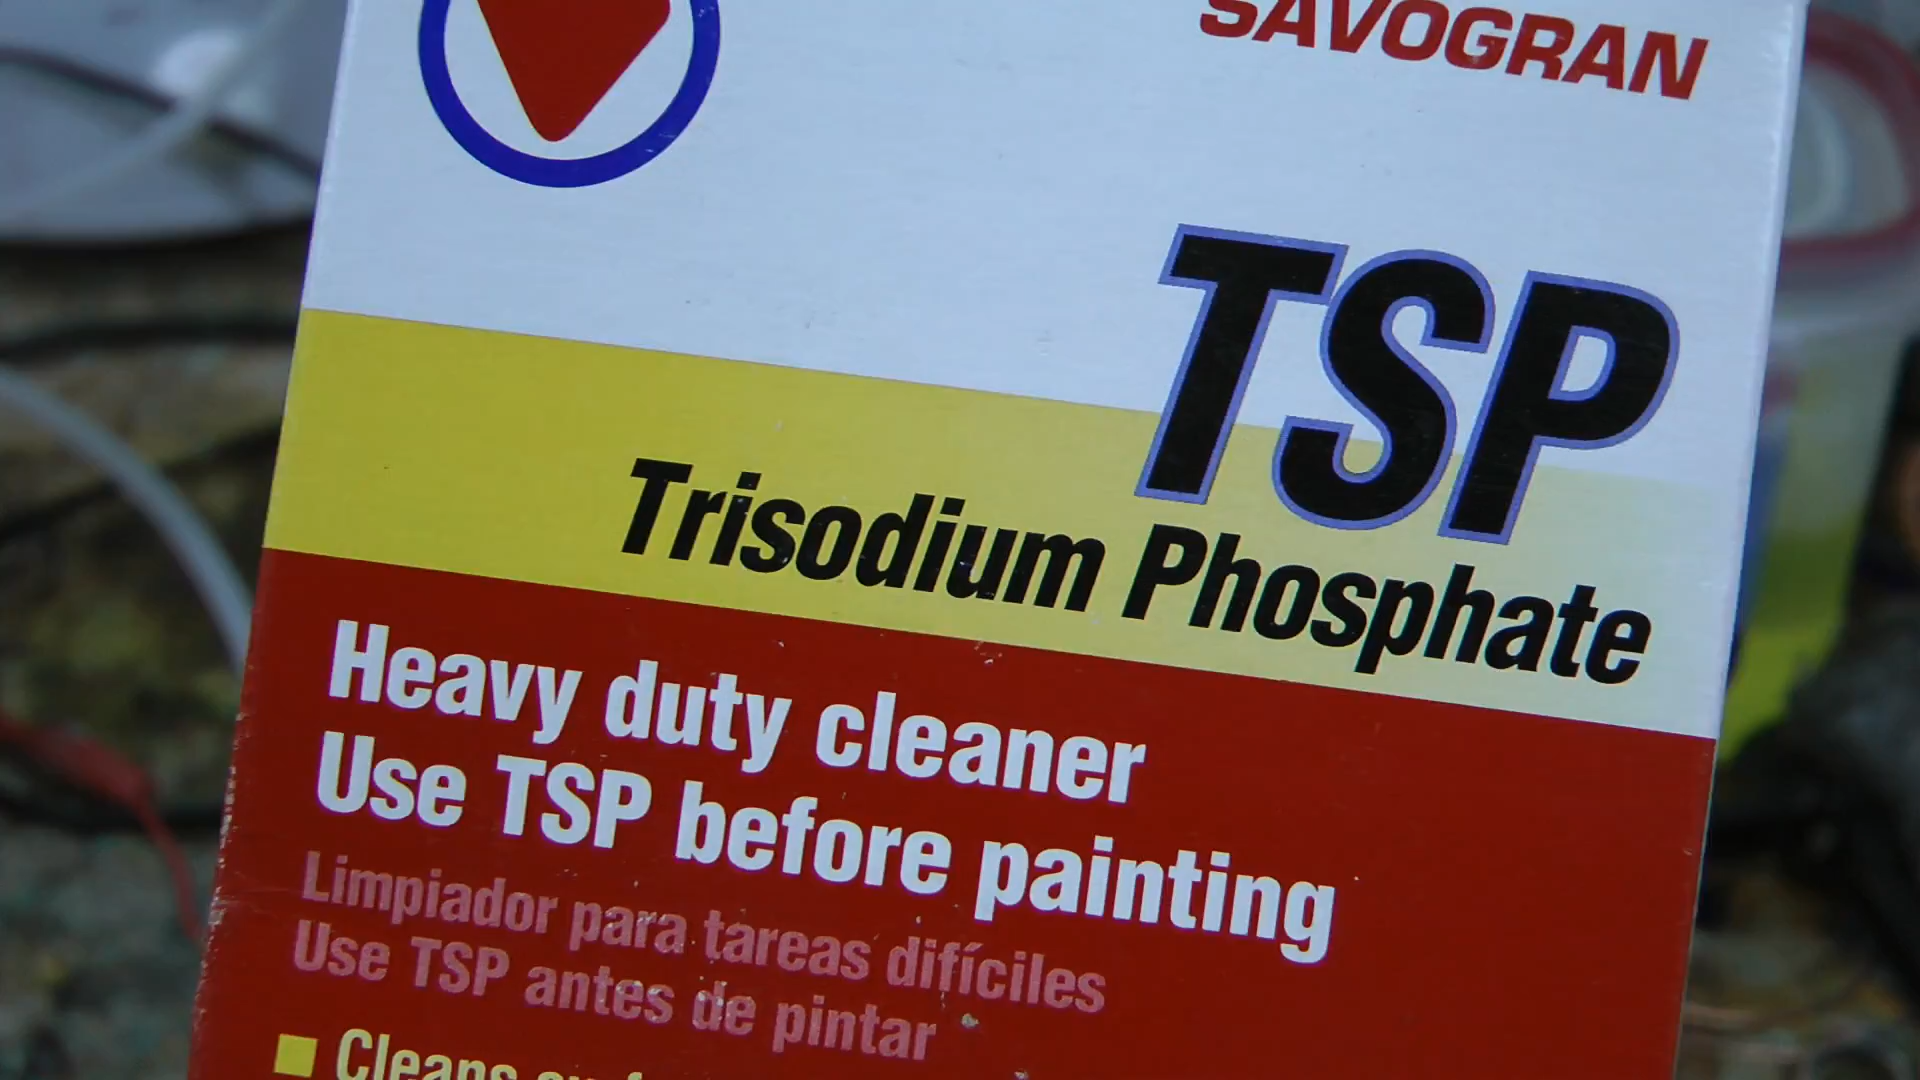 SAVOGRAN
TSP
Trisodium Phosphate
Heavy duty cleaner
Use TSP before painting
Limpiador para tareas difíciles
Use TSP antes de pintar
Cleans